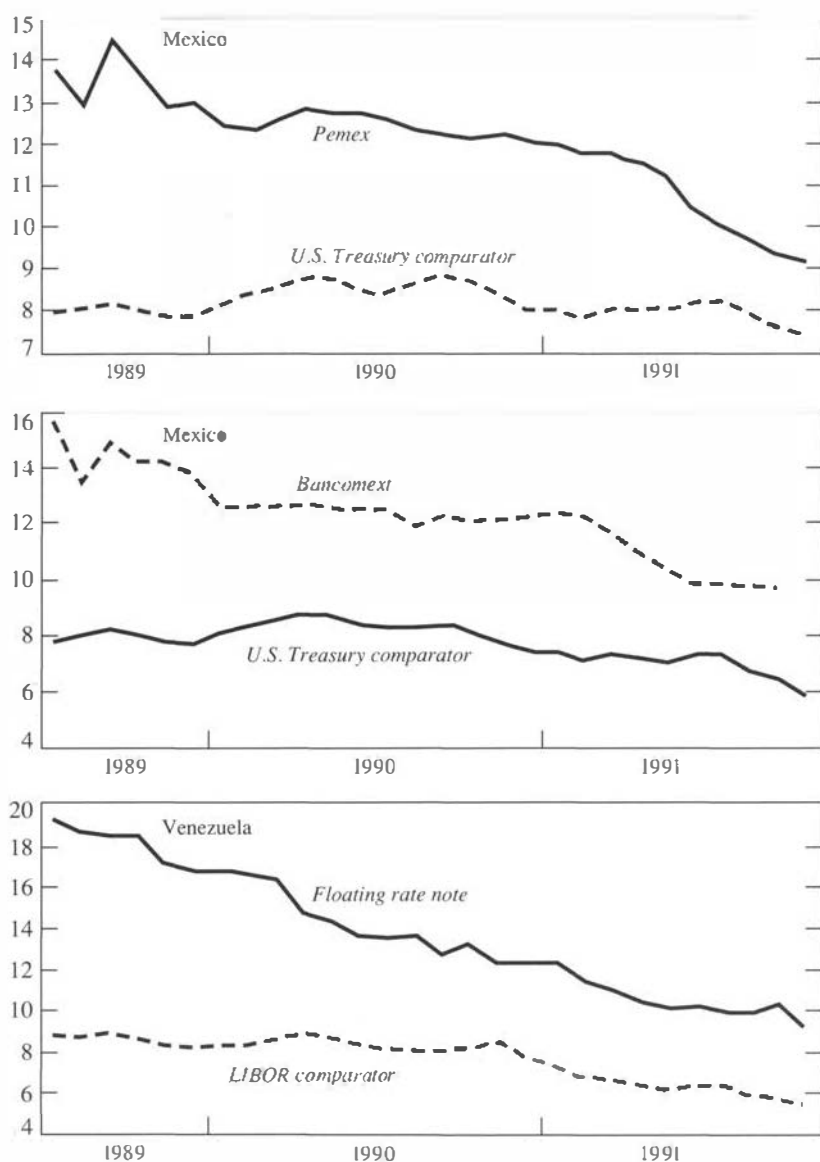 15
Mexico
14
13
Pemex
12
11
10
U.S. Treasury comparator
9
8
7
1989 1990 1991
16
Mexico
14
Bancomext
12
10
8
U.S. Treasury comparator
6
4
1989 1990 1991
20
Venezuela
18
16
Floating rate note
14
12
10
8
LIBOR comparator
6
4
1989 1990 1991